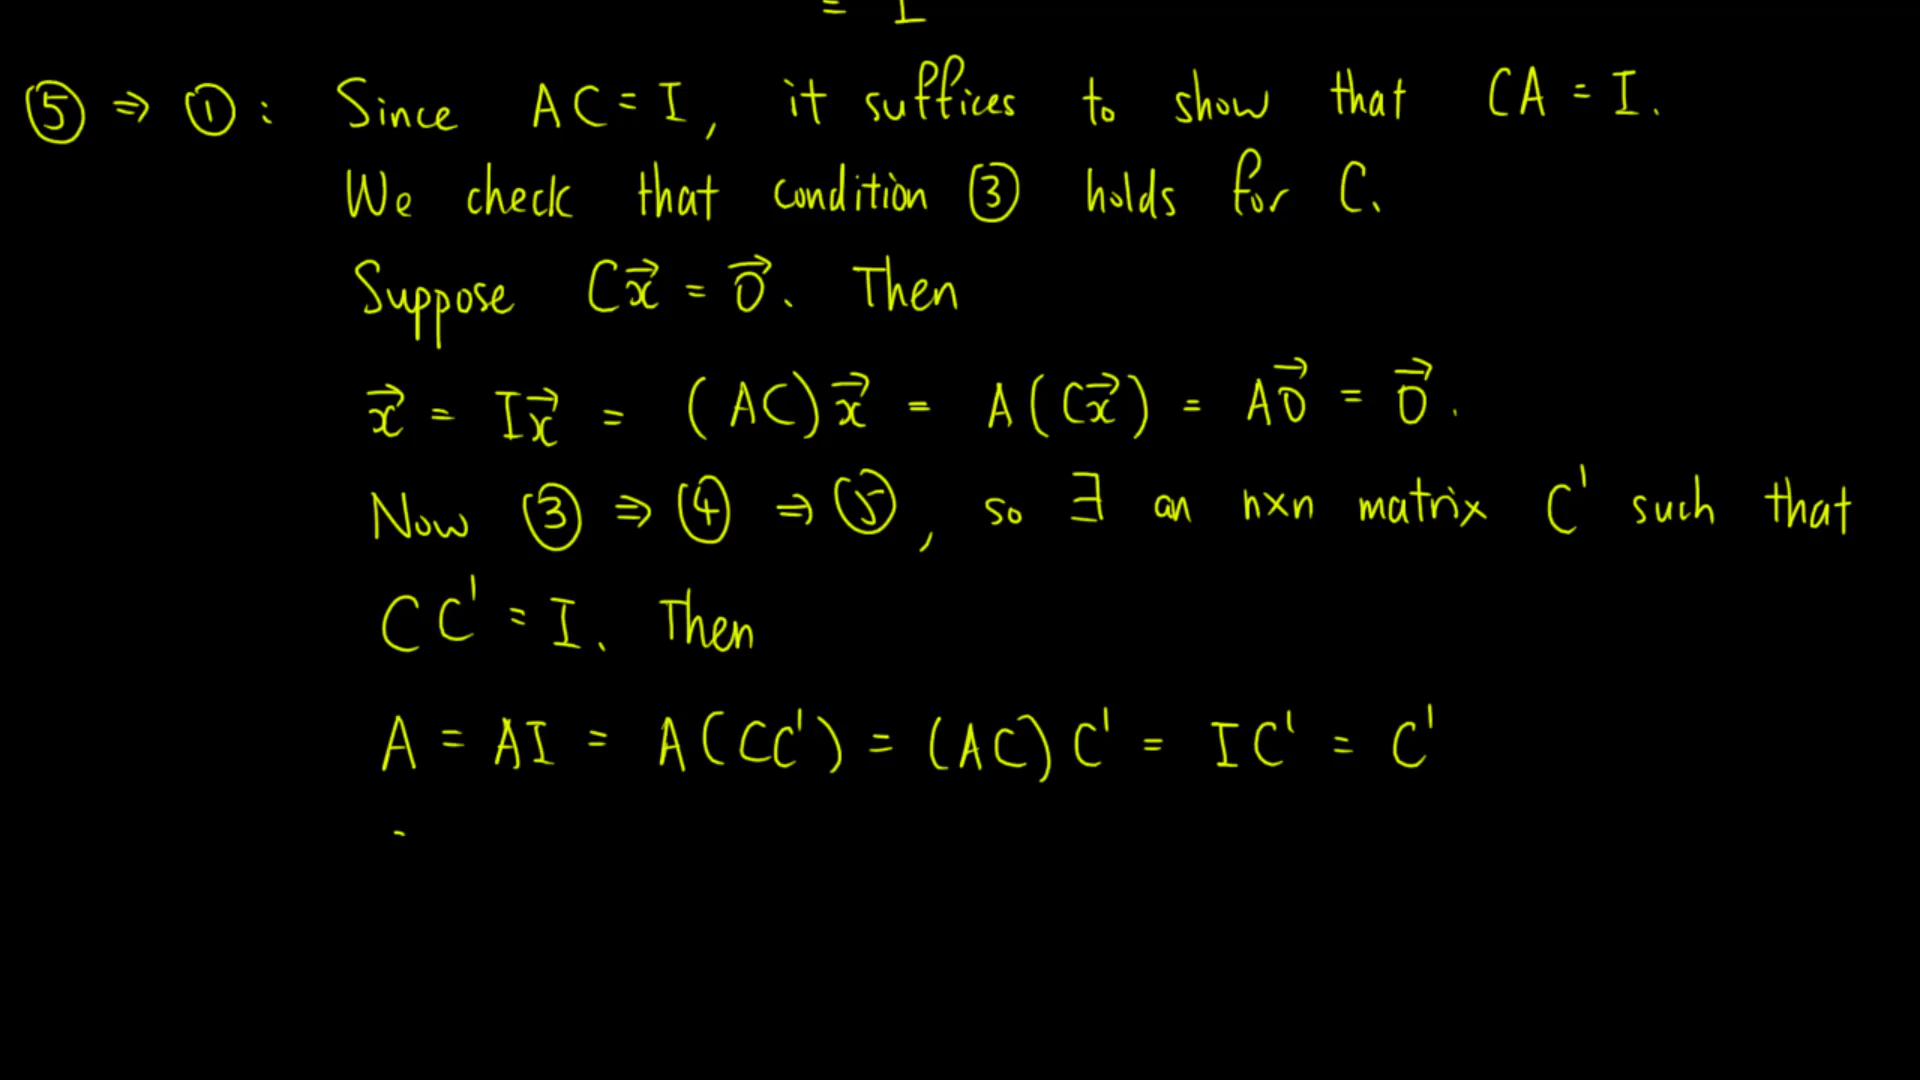 = I
⑤ ⇒ ①: Since AC = I, it suffices to show that CA = I.
We check that condition ③ holds for C.
Suppose Cx⃗ = 0⃗. Then
x⃗ = Ix⃗ = (AC)x⃗ = A(Cx⃗) = A0⃗ = 0⃗.
Now ③ ⇒ ④ ⇒ ⑤, so ∃ an n×n matrix C' such that
CC' = I. Then
A = AI = A(CC') = (AC)C' = IC' = C'